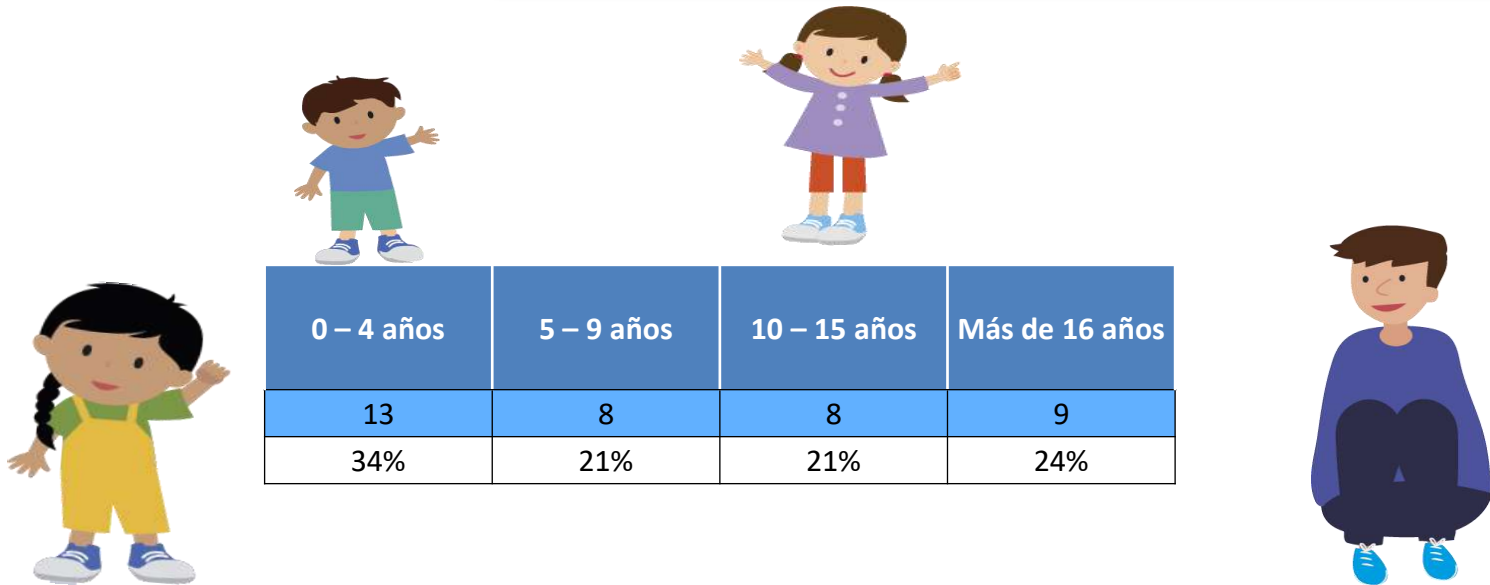 0 – 4 años 5 – 9 años 10 – 15 años Más de 16 años
13 8 8 9
34% 21% 21% 24%